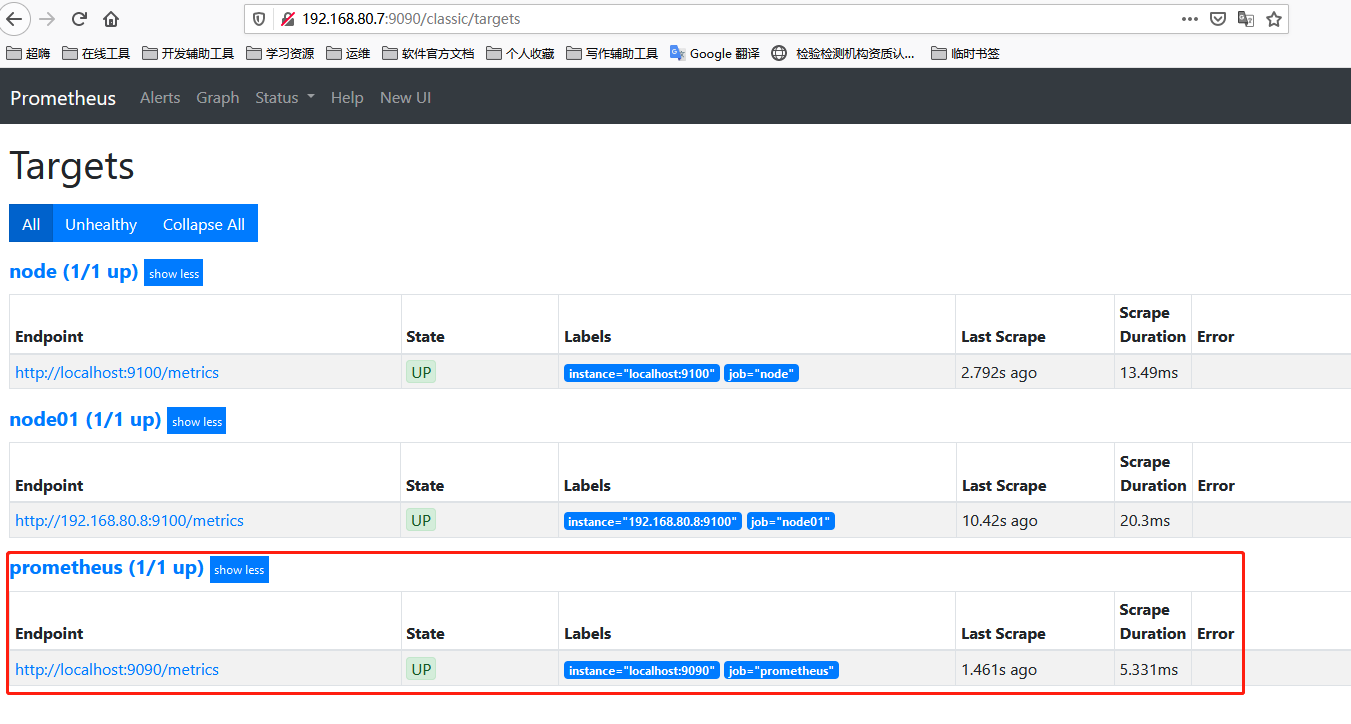 192.168.80.7:9090/classic/targets
超嗨 在线工具 开发辅助工具 学习资源 运维 软件官方文档 个人收藏 写作辅助工具 Google 翻译 检验检测机构资质认... 临时书签
Prometheus Alerts Graph Status Help New UI
Targets
All Unhealthy Collapse All
node (1/1 up) show less
Endpoint State Labels Last Scrape Scrape Duration Error
http://localhost:9100/metrics UP instance="localhost:9100" job="node" 2.792s ago 13.49ms
node01 (1/1 up) show less
Endpoint State Labels Last Scrape Scrape Duration Error
http://192.168.80.8:9100/metrics UP instance="192.168.80.8:9100" job="node01" 10.42s ago 20.3ms
prometheus (1/1 up) show less
Endpoint State Labels Last Scrape Scrape Duration Error
http://localhost:9090/metrics UP instance="localhost:9090" job="prometheus" 1.461s ago 5.331ms